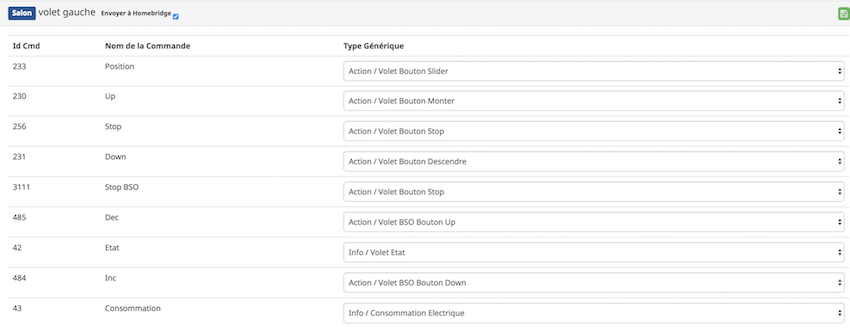 Salon volet gauche Envoyer à Homebridge
Id Cmd Nom de la Commande Type Générique
233 Position Action / Volet Bouton Slider
230 Up Action / Volet Bouton Monter
256 Stop Action / Volet Bouton Stop
231 Down Action / Volet Bouton Descendre
3111 Stop BSO Action / Volet Bouton Stop
485 Dec Action / Volet BSO Bouton Up
42 Etat Info / Volet Etat
484 Inc Action / Volet BSO Bouton Down
43 Consommation Info / Consommation Electrique